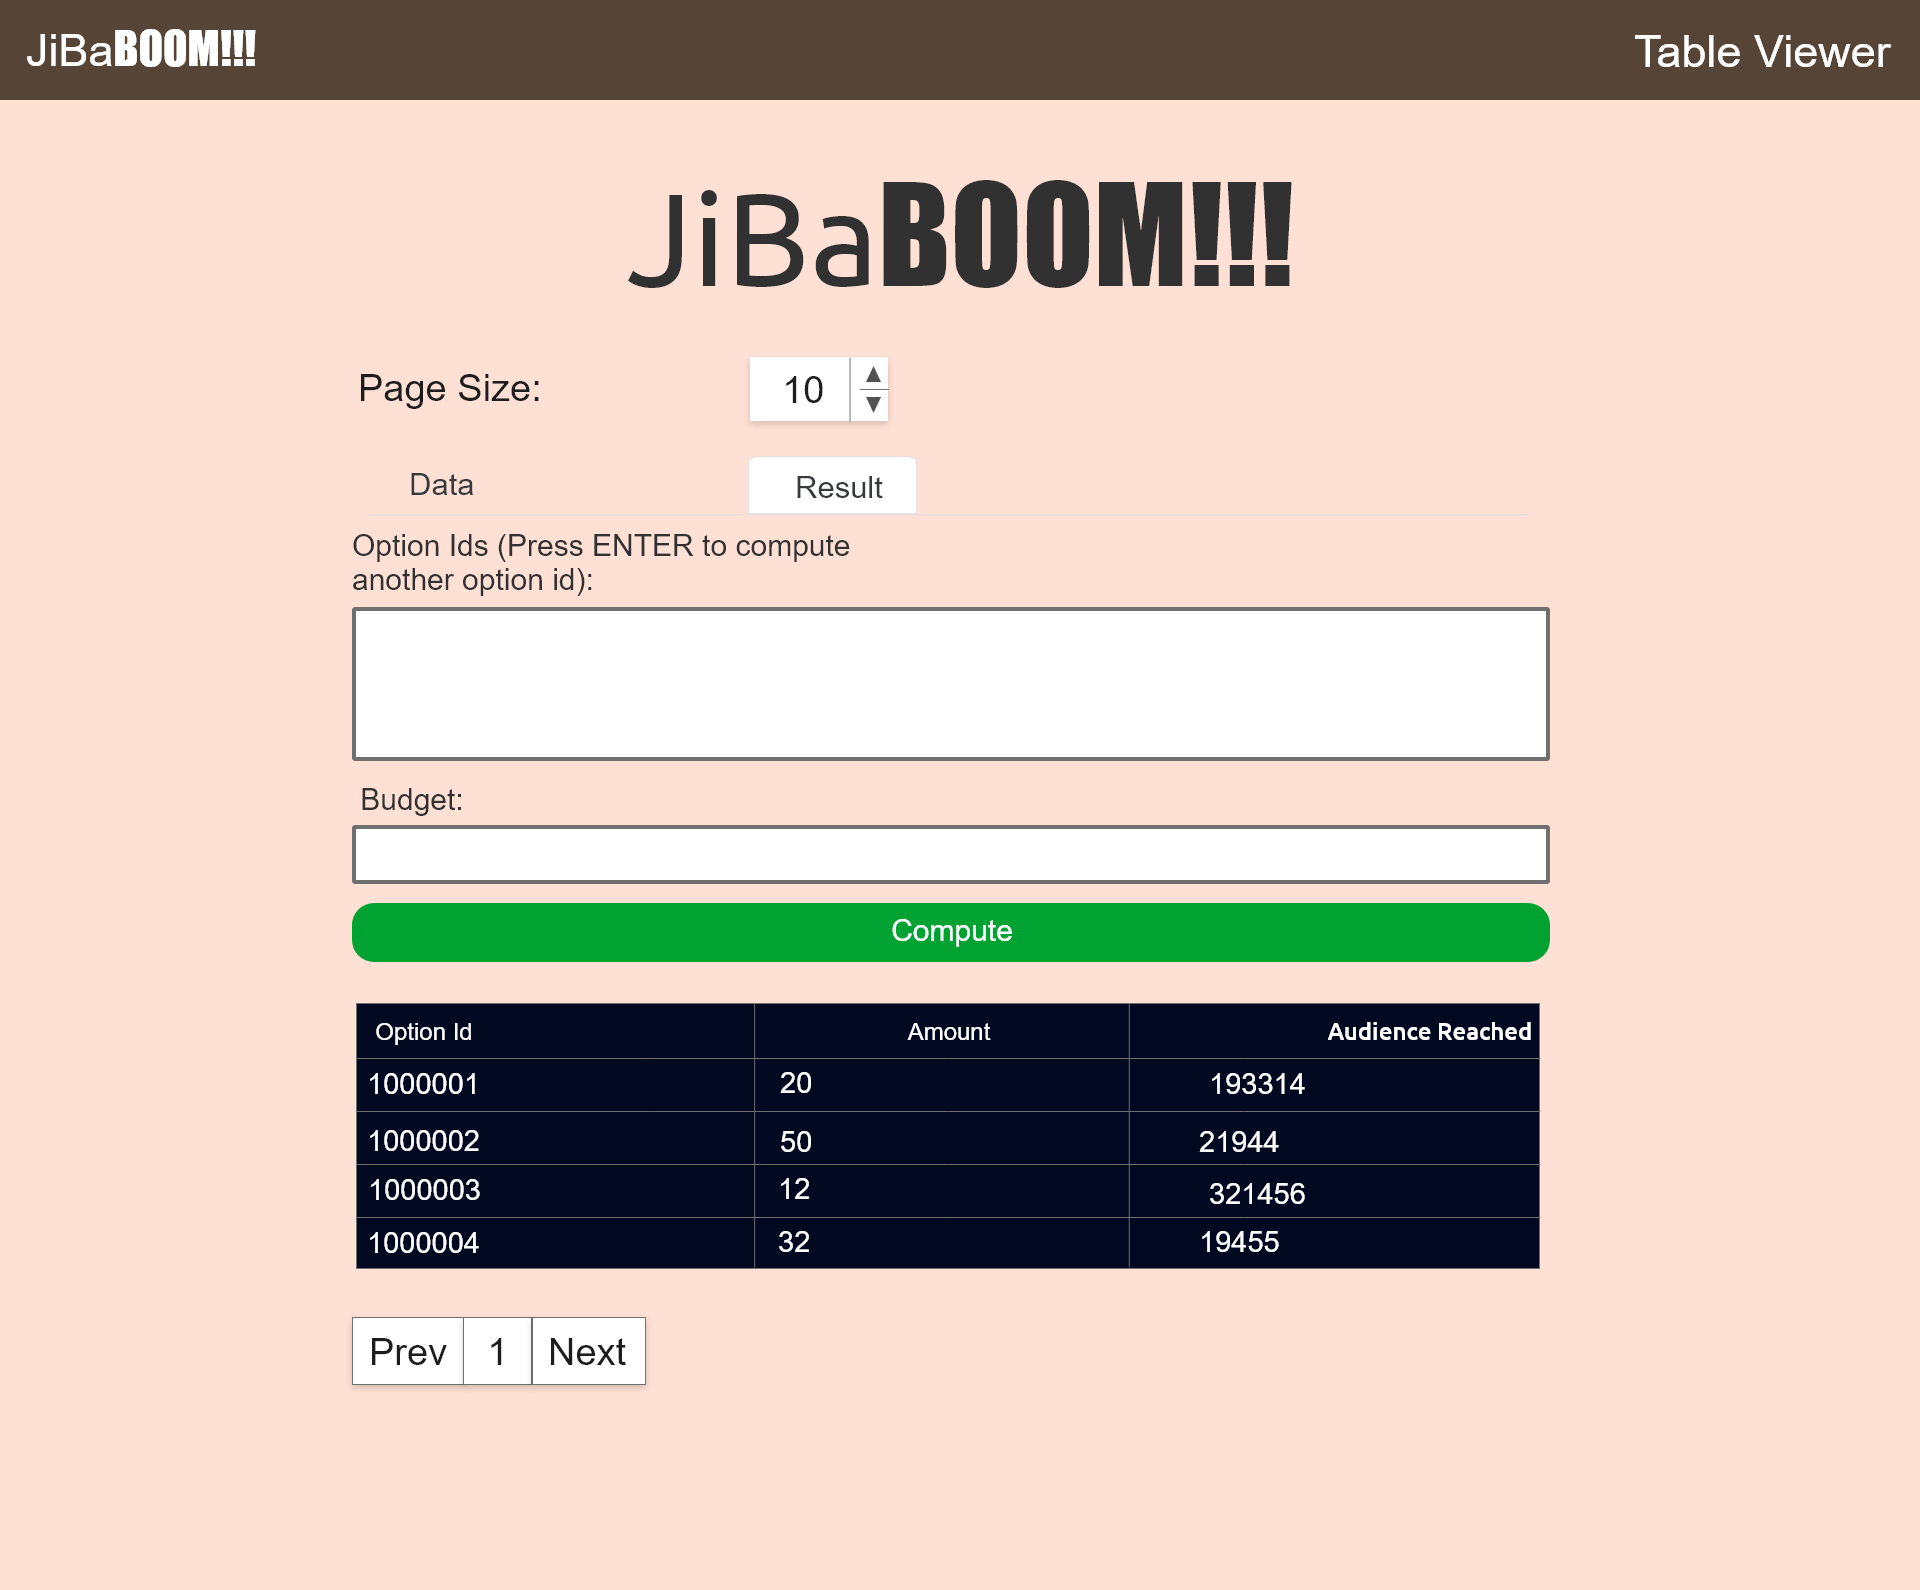 JiBaBOOM!!! Table Viewer
JiBaBOOM!!!
Page Size: 10 ▲▼
Data Result
Option Ids (Press ENTER to compute
another option id):
Budget:
Compute
Option Id Amount Audience Reached
1000001 20 193314
1000002 50 21944
1000003 12 321456
1000004 32 19455
Prev 1 Next